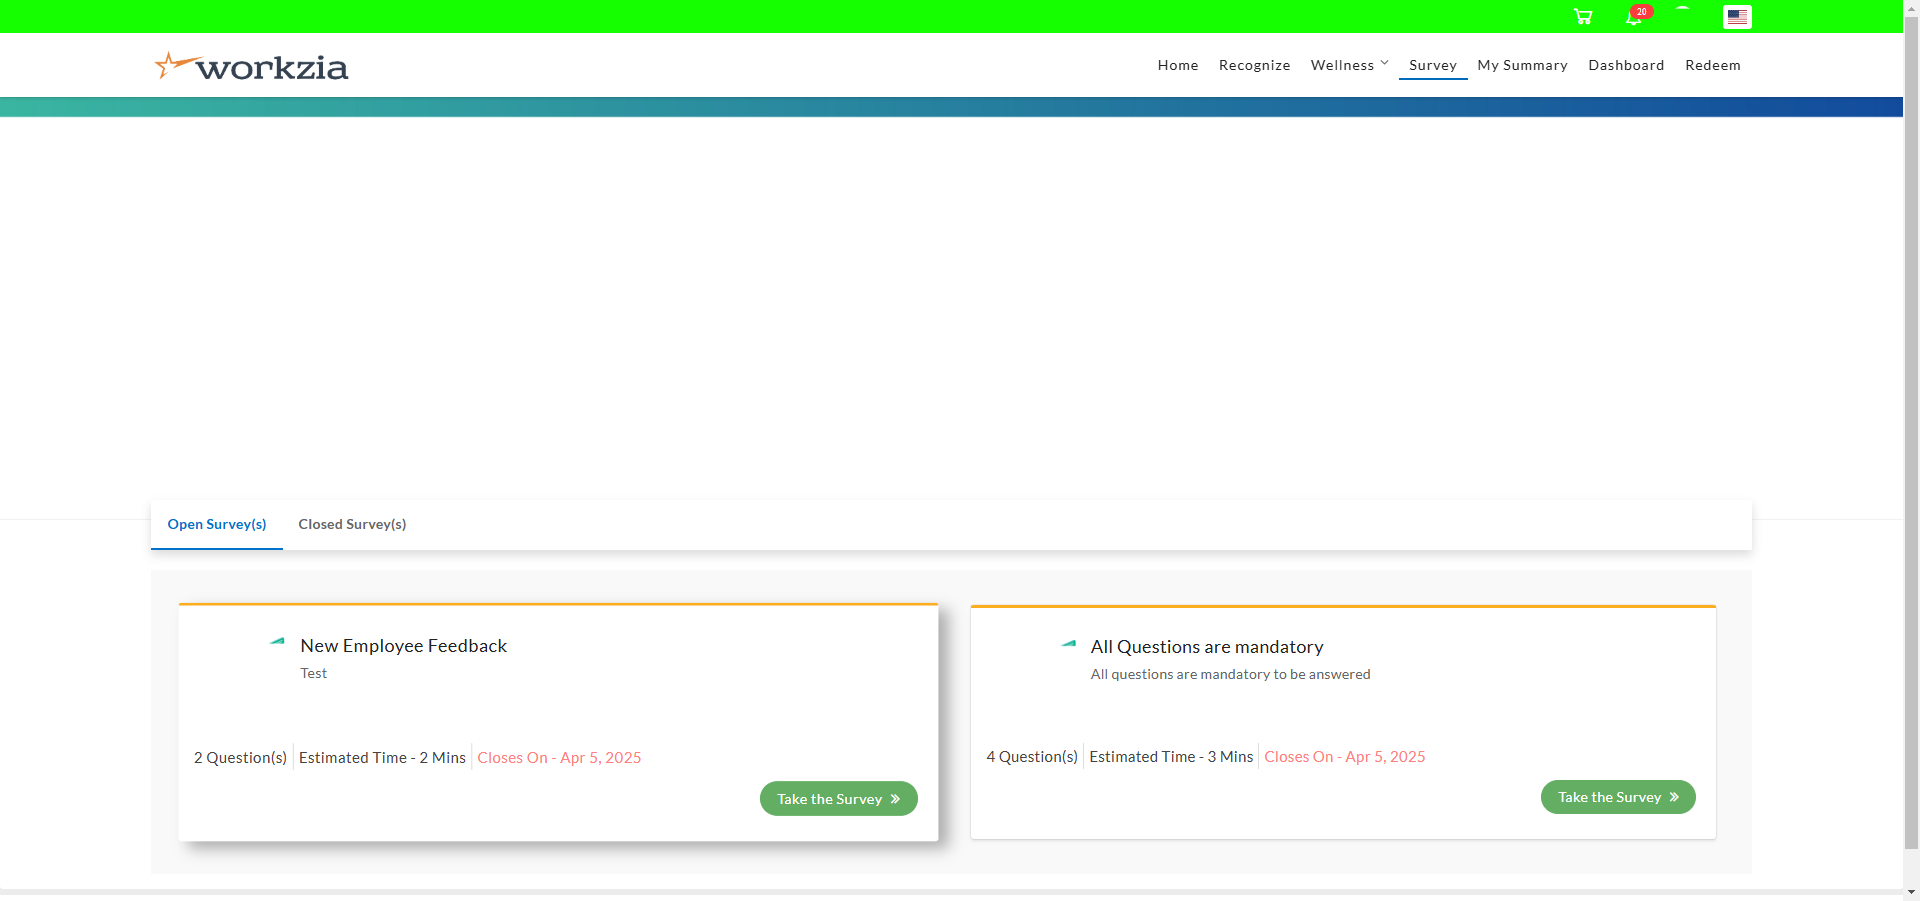 20
workzia
Home Recognize Wellness Survey My Summary Dashboard Redeem
Open Survey(s) Closed Survey(s)
New Employee Feedback
Test
2 Question(s) Estimated Time - 2 Mins Closes On - Apr 5, 2025
Take the Survey »
All Questions are mandatory
All questions are mandatory to be answered
4 Question(s) Estimated Time - 3 Mins Closes On - Apr 5, 2025
Take the Survey »